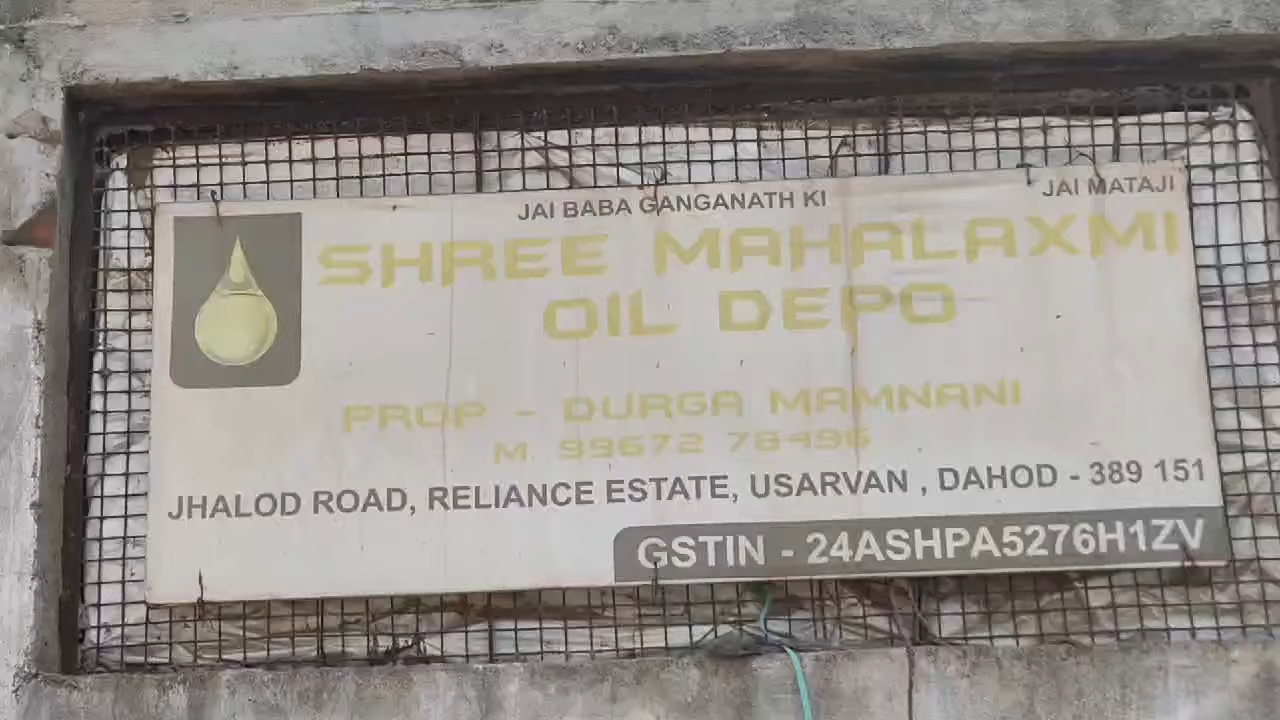 JAI BABA GANGANATH KI
JAI MATAJI
SHREE MAHALAXMI
OIL DEPO
PROP - DURGA MAMNANI
M. 99672 78496
JHALOD ROAD, RELIANCE ESTATE, USARVAN , DAHOD - 389 151
GSTIN - 24ASHPA5276H1ZV